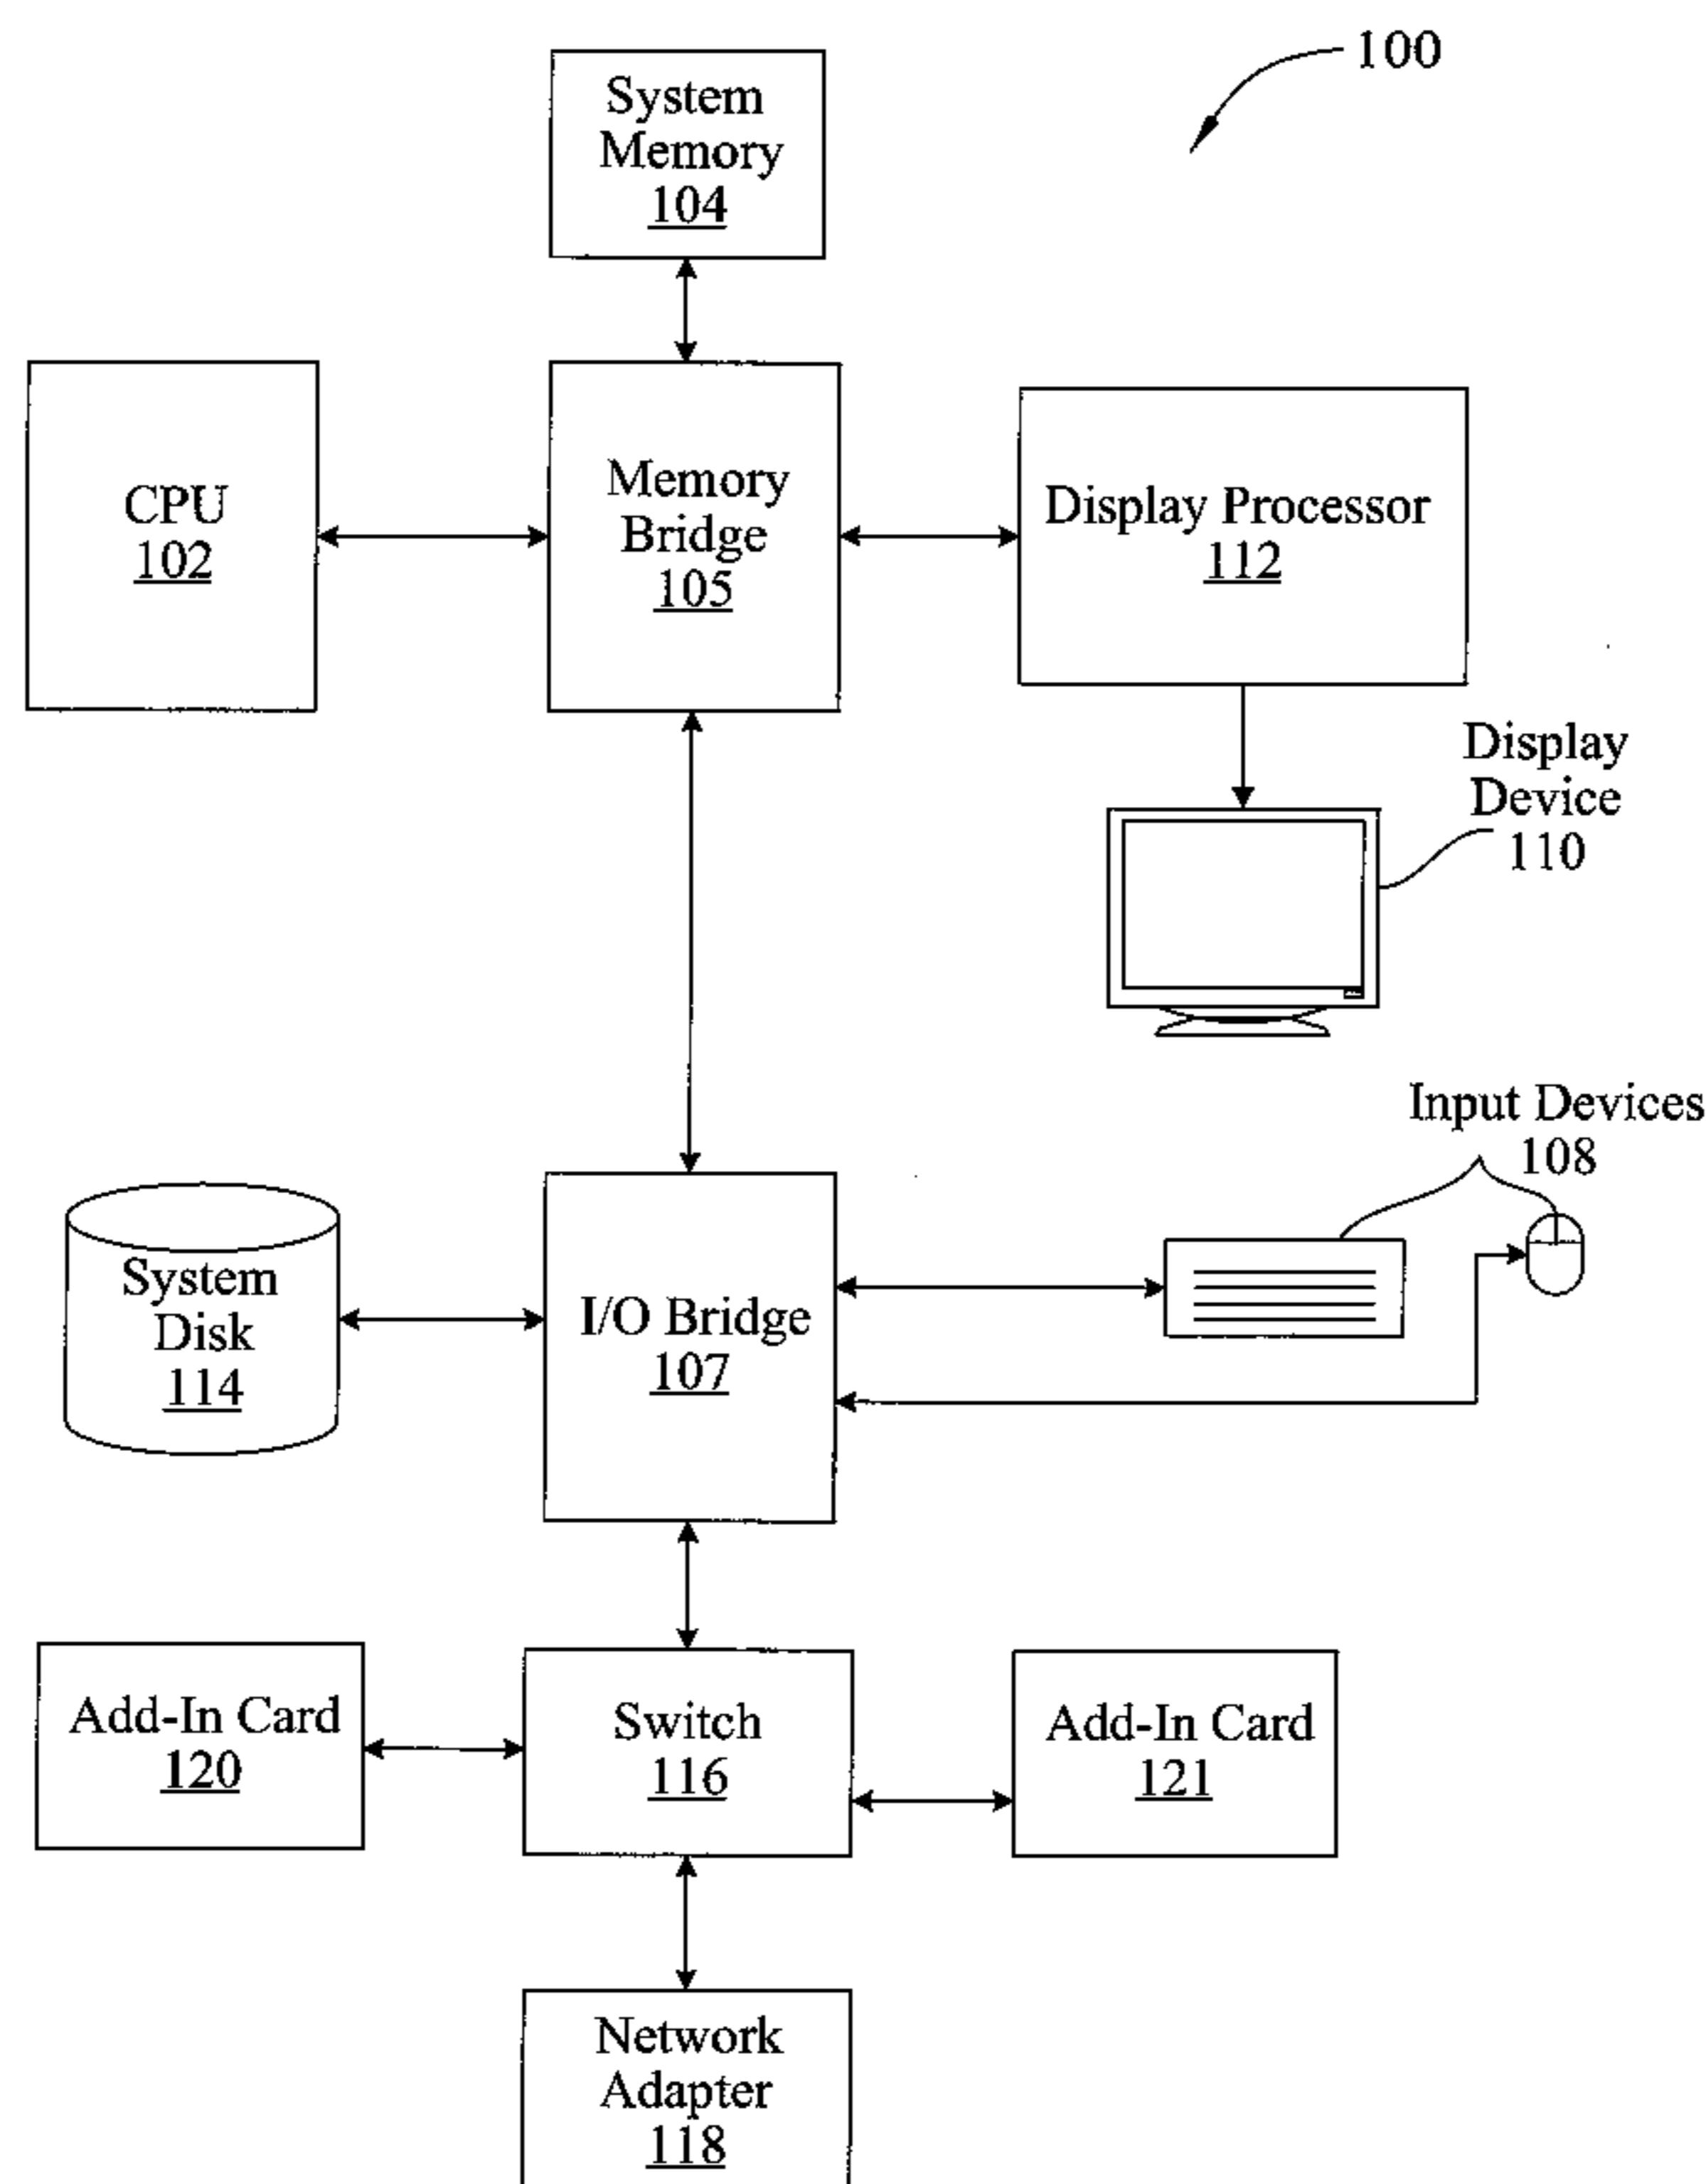 100
System
Memory
104
CPU
102
Memory
Bridge
105
Display Processor
112
Display
Device
110
Input Devices
108
System
Disk
114
I/O Bridge
107
Add-In Card
120
Switch
116
Add-In Card
121
Network
Adapter
118